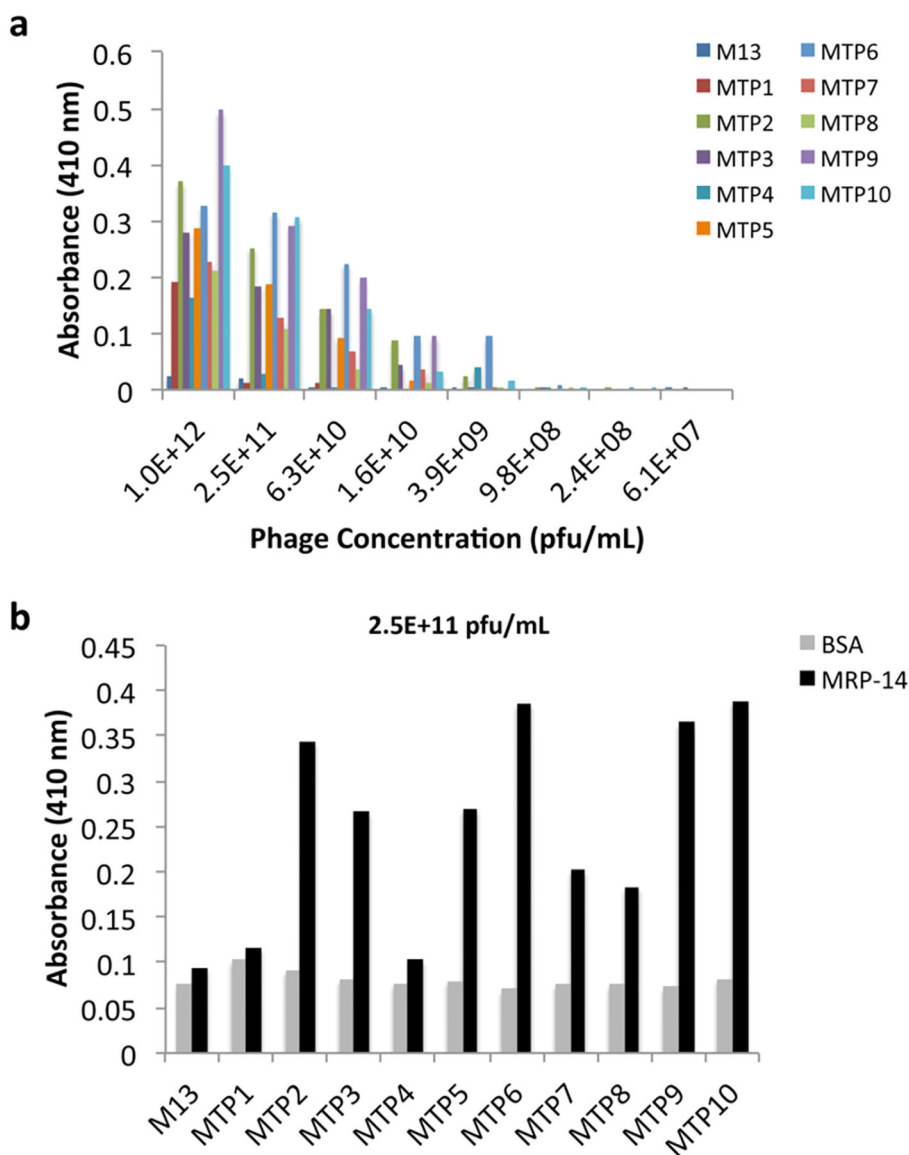 a
0.6
0.5
0.4
0.3
0.2
0.1
0
Absorbance (410 nm)
1.0E+12
2.5E+11
6.3E+10
1.6E+10
3.9E+09
9.8E+08
2.4E+08
6.1E+07
Phage Concentration (pfu/mL)
M13
MTP1
MTP2
MTP3
MTP4
MTP5
MTP6
MTP7
MTP8
MTP9
MTP10
b
2.5E+11 pfu/mL
0.45
0.4
0.35
0.3
0.25
0.2
0.15
0.1
0.05
0
Absorbance (410 nm)
M13
MTP1
MTP2
MTP3
MTP4
MTP5
MTP6
MTP7
MTP8
MTP9
MTP10
BSA
MRP-14